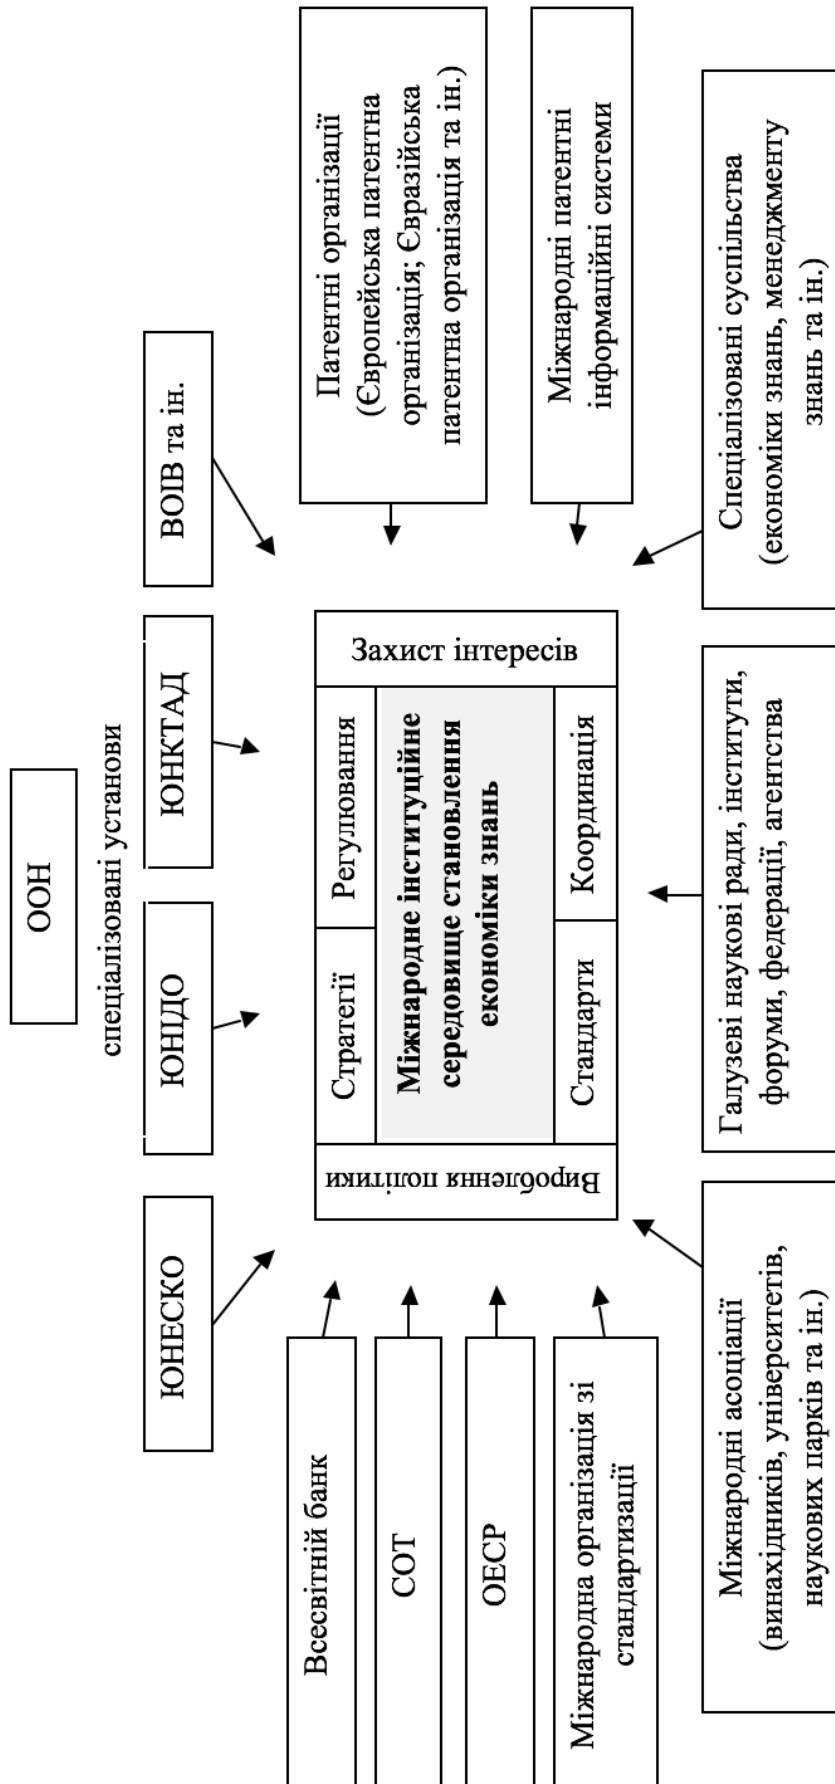 ООН
спеціалізовані установи
ЮНЕСКО
ЮНІДО
ЮНКТАД
ВОІВ та ін.
Всесвітній банк
СОТ
ОЕСР
Міжнародна організація зі
стандартизації
Вироблення політики
Стратегії
Регулювання
Міжнародне інституційне
середовище становлення
економіки знань
Стандарти
Координація
Захист інтересів
Патентні організації
(Європейська патентна
організація; Євразійська
патентна організація та ін.)
Міжнародні патентні
інформаційні системи
Міжнародні асоціації
(винахідників, університетів,
наукових парків та ін.)
Галузеві наукові ради, інститути,
форуми, федерації, агентства
Спеціалізовані суспільства
(економіки знань, менеджменту
знань та ін.)